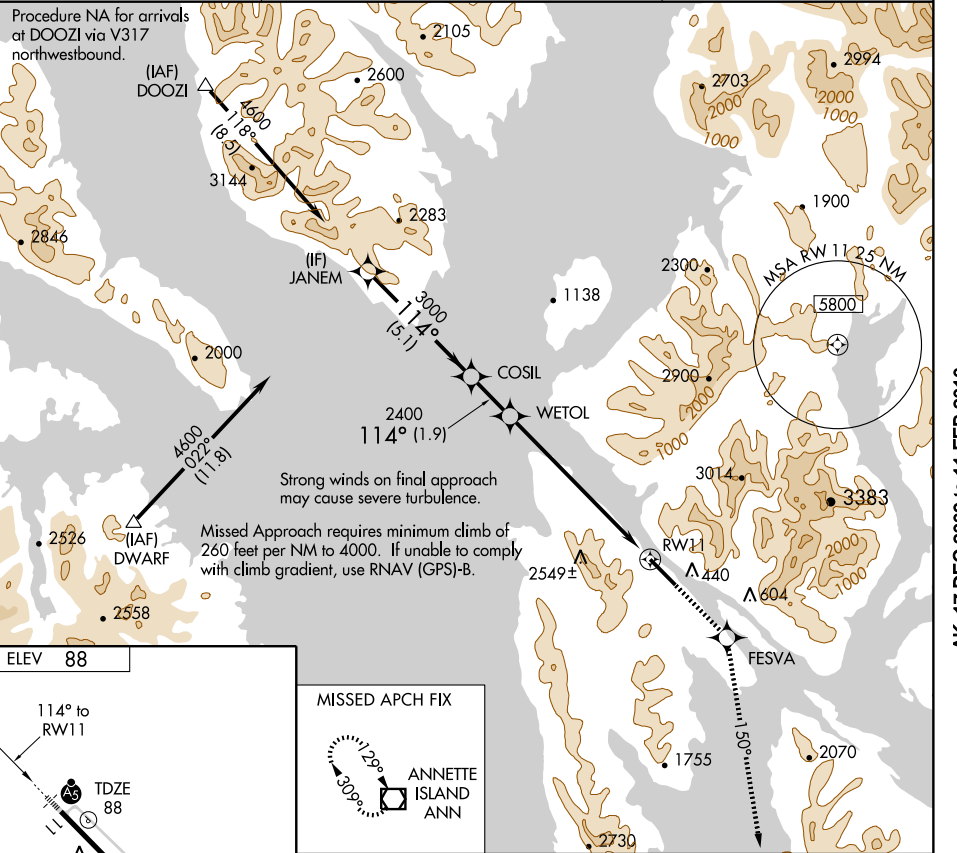 Procedure NA for arrivals
at DOOZI via V317
northwestbound.
(IAF)
DOOZI
4600
118°
(8.5)
3144
2600
2105
2703
2000
1000
2994
2000
1000
2846
2283
(IF)
JANEM
1900
MSA RW 11 25 NM
5800
2300
1138
3000
114°
(5.1)
COSIL
2000
2900
2000
1000
WETOL
2400
114° (1.9)
4600
022°
(11.8)
Strong winds on final approach
may cause severe turbulence.
3014
3383
2000
1000
(IAF)
DWARF
2526
Missed Approach requires minimum climb of
260 feet per NM to 4000. If unable to comply
with climb gradient, use RNAV (GPS)-B.
RW11
2549±
440
604
2558
FESVA
ELEV 88
114° to
RW11
A5
TDZE
88
P
11
MISSED APCH FIX
129°
309°
ANNETTE
ISLAND
ANN
150°
1755
2070
2730